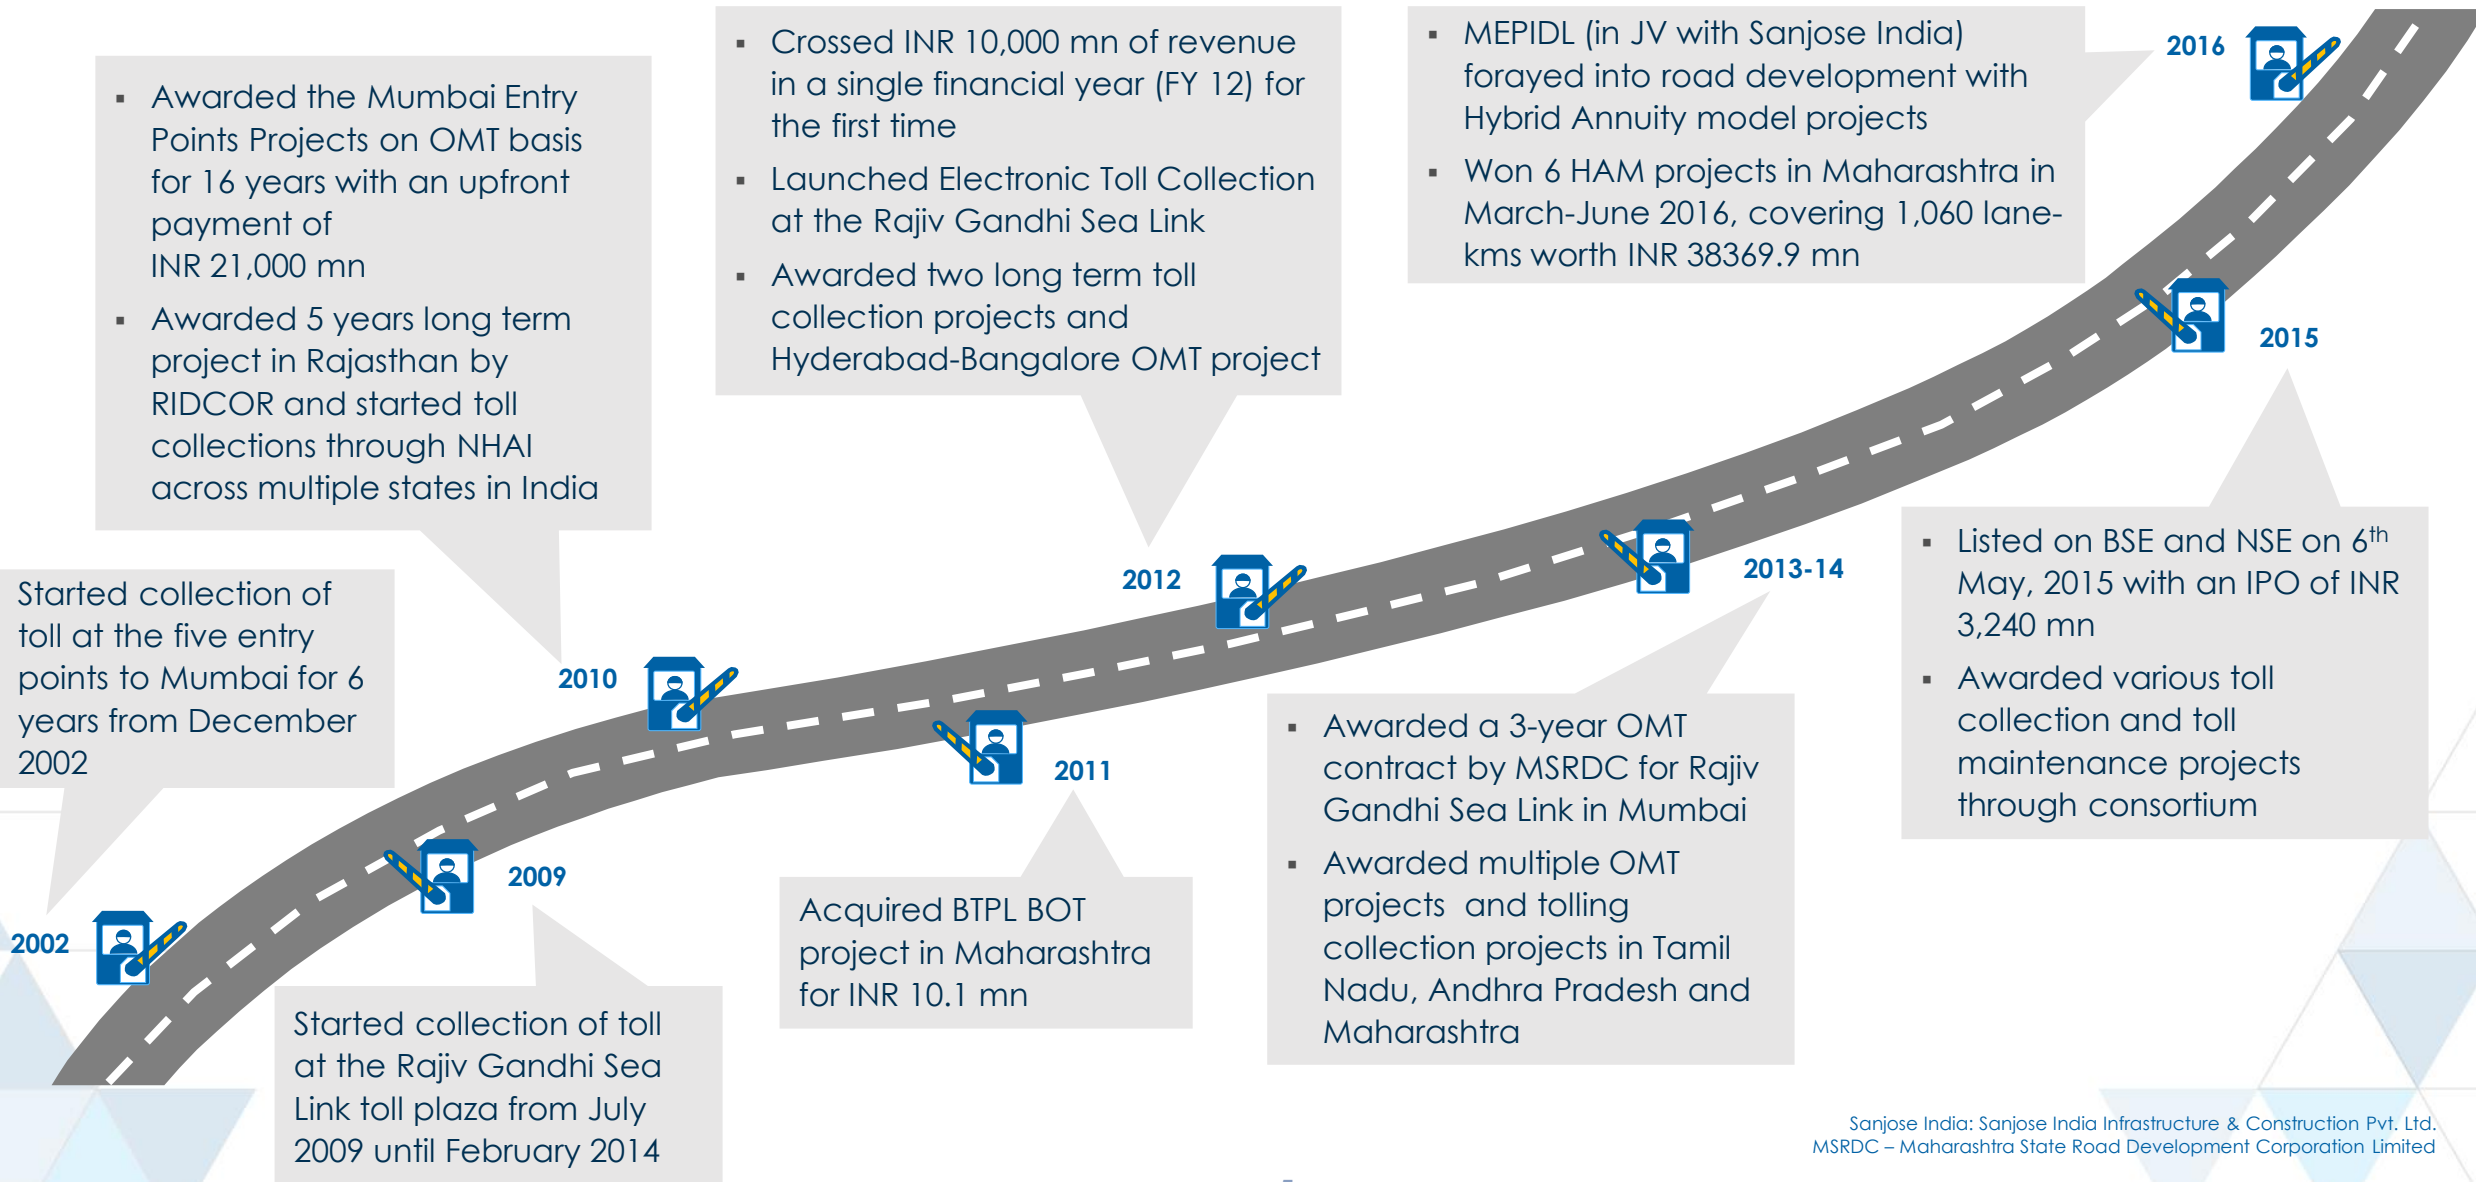 Started collection of
toll at the five entry
points to Mumbai for 6
years from December
2002
2002
Started collection of toll
at the Rajiv Gandhi Sea
Link toll plaza from July
2009 until February 2014
2009
▪ Awarded the Mumbai Entry
Points Projects on OMT basis
for 16 years with an upfront
payment of
INR 21,000 mn
▪ Awarded 5 years long term
project in Rajasthan by
RIDCOR and started toll
collections through NHAI
across multiple states in India
2010
Acquired BTPL BOT
project in Maharashtra
for INR 10.1 mn
2011
▪ Crossed INR 10,000 mn of revenue
in a single financial year (FY 12) for
the first time
▪ Launched Electronic Toll Collection
at the Rajiv Gandhi Sea Link
▪ Awarded two long term toll
collection projects and
Hyderabad-Bangalore OMT project
2012
▪ Awarded a 3-year OMT
contract by MSRDC for Rajiv
Gandhi Sea Link in Mumbai
▪ Awarded multiple OMT
projects and tolling
collection projects in Tamil
Nadu, Andhra Pradesh and
Maharashtra
2013-14
▪ Listed on BSE and NSE on 6th
May, 2015 with an IPO of INR
3,240 mn
▪ Awarded various toll
collection and toll
maintenance projects
through consortium
2015
▪ MEPIDL (in JV with Sanjose India)
forayed into road development with
Hybrid Annuity model projects
▪ Won 6 HAM projects in Maharashtra in
March-June 2016, covering 1,060 lane-
kms worth INR 38369.9 mn
2016
Sanjose India: Sanjose India Infrastructure & Construction Pvt. Ltd.
MSRDC – Maharashtra State Road Development Corporation Limited